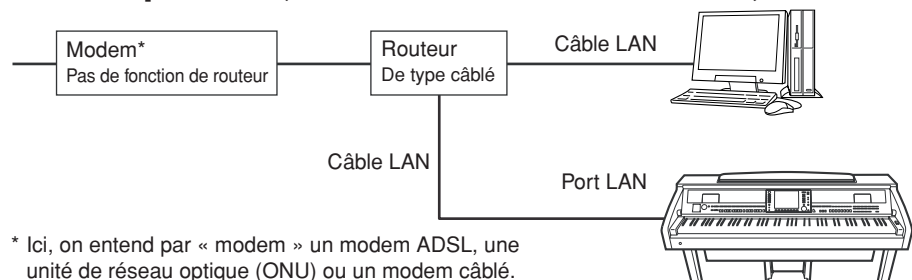 Modem*
Pas de fonction de routeur
Routeur
De type câblé
Câble LAN
Câble LAN
Port LAN
* Ici, on entend par « modem » un modem ADSL, une
unité de réseau optique (ONU) ou un modem câblé.